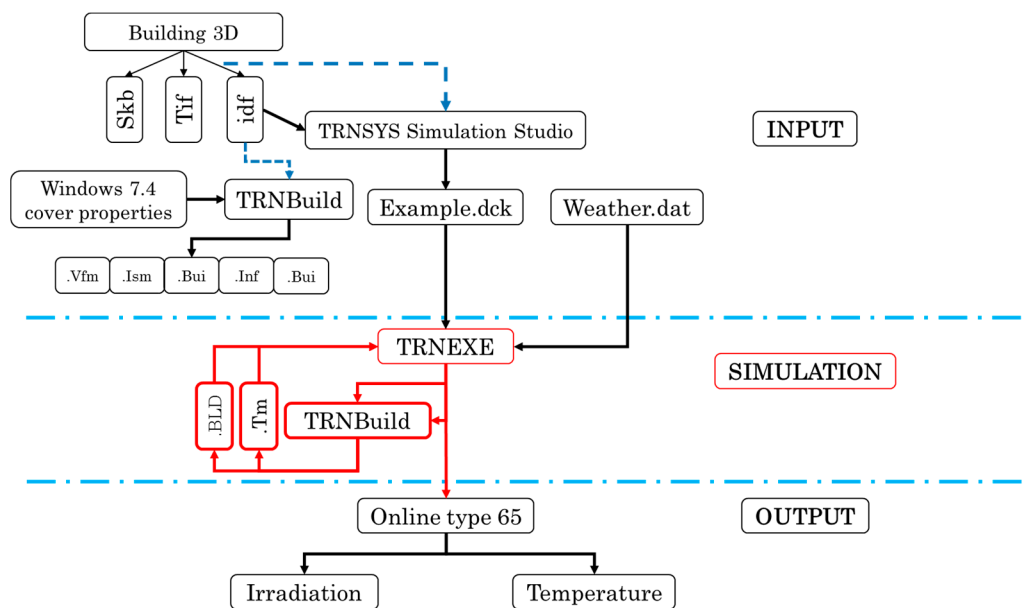 Building 3D
Skb
Tif
idf
TRNSYS Simulation Studio
INPUT
Windows 7.4
cover properties
TRNBuild
Example.dck
Weather.dat
.Vfm
.Ism
.Bui
.Inf
.Bui
TRNEXE
SIMULATION
.BLD
.Tm
TRNBuild
Online type 65
OUTPUT
Irradiation
Temperature